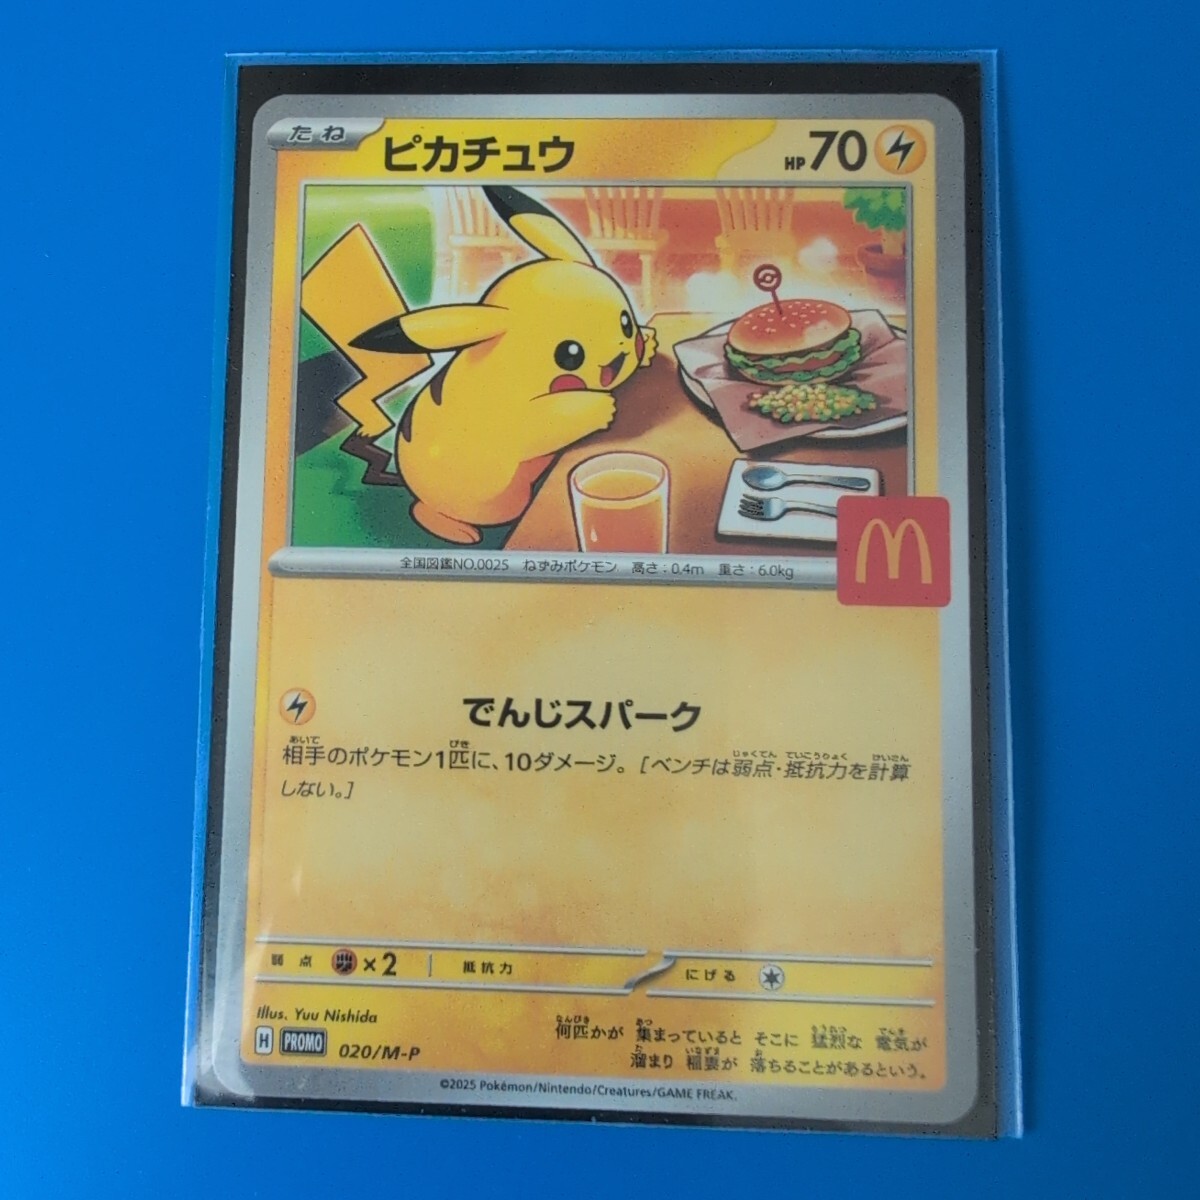 たね ピカチュウ HP70
全国図鑑NO.0025 ねずみポケモン 高さ:0.4m 重さ:6.0kg
でんじスパーク
相手のポケモン1匹に、10ダメージ。[ベンチは弱点・抵抗力を計算
しない。]
弱点 ×2 抵抗力 にげる
Illus. Yuu Nishida
H PROMO 020/M-P
何匹かが 集まっていると そこに 猛烈な 電気が
溜まり 稲妻が 落ちることがあるという。
©2025 Pokémon/Nintendo/Creatures/GAME FREAK.